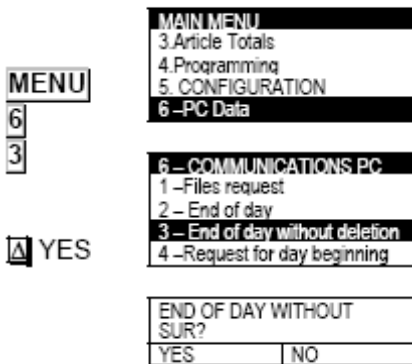 MENU
6
3
YES
MAIN MENU
3.Article Totals
4.Programming
5. CONFIGURATION
6 –PC Data
6 – COMMUNICATIONS PC
1 –Files request
2 – End of day
3 – End of day without deletion
4 –Request for day beginning
END OF DAY WITHOUT
SUR?
YES NO